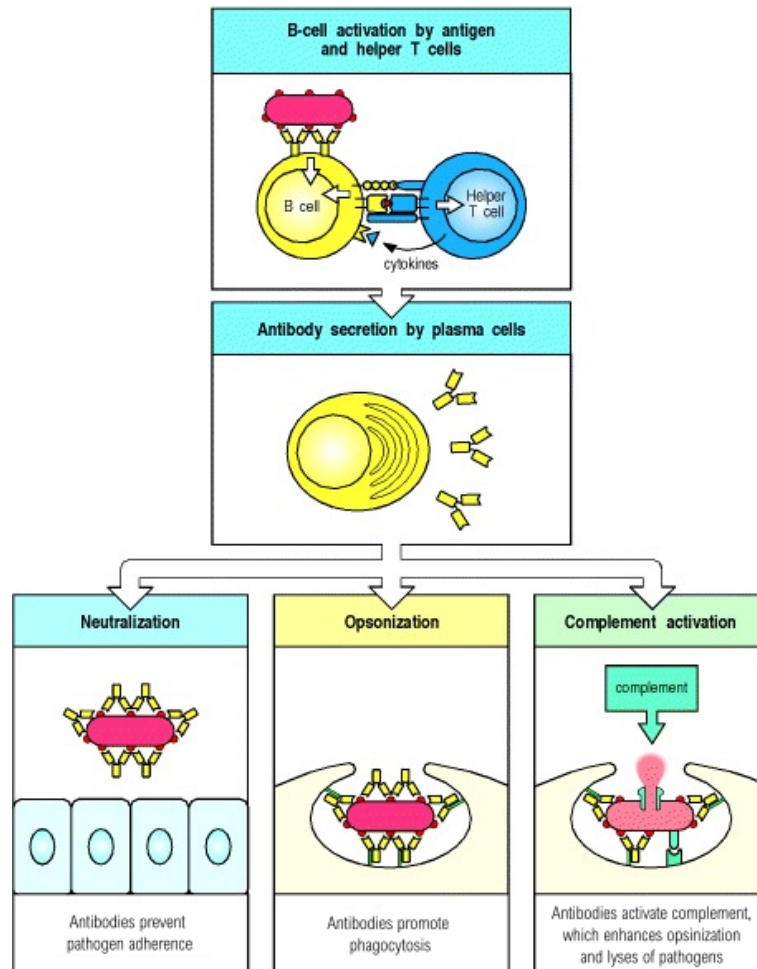 B-cell activation by antigen
and helper T cells
B cell
Helper
T cell
cytokines
Antibody secretion by plasma cells
Neutralization
Antibodies prevent
pathogen adherence
Opsonization
Antibodies promote
phagocytosis
Complement activation
complement
Antibodies activate complement,
which enhances opsinization
and lyses of pathogens